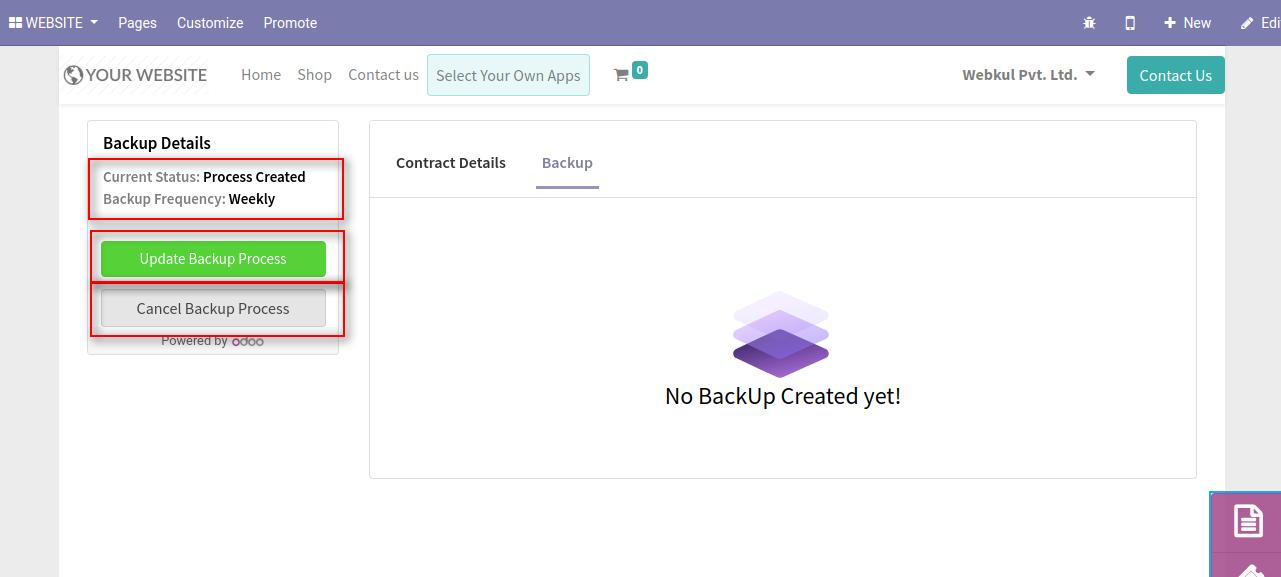 WEBSITE Pages Customize Promote New
YOUR WEBSITE Home Shop Contact us Select Your Own Apps 0 Webkul Pvt. Ltd. Contact Us
Backup Details
Current Status: Process Created
Backup Frequency: Weekly
Update Backup Process
Cancel Backup Process
Powered by odoo
Contract Details Backup
No BackUp Created yet!